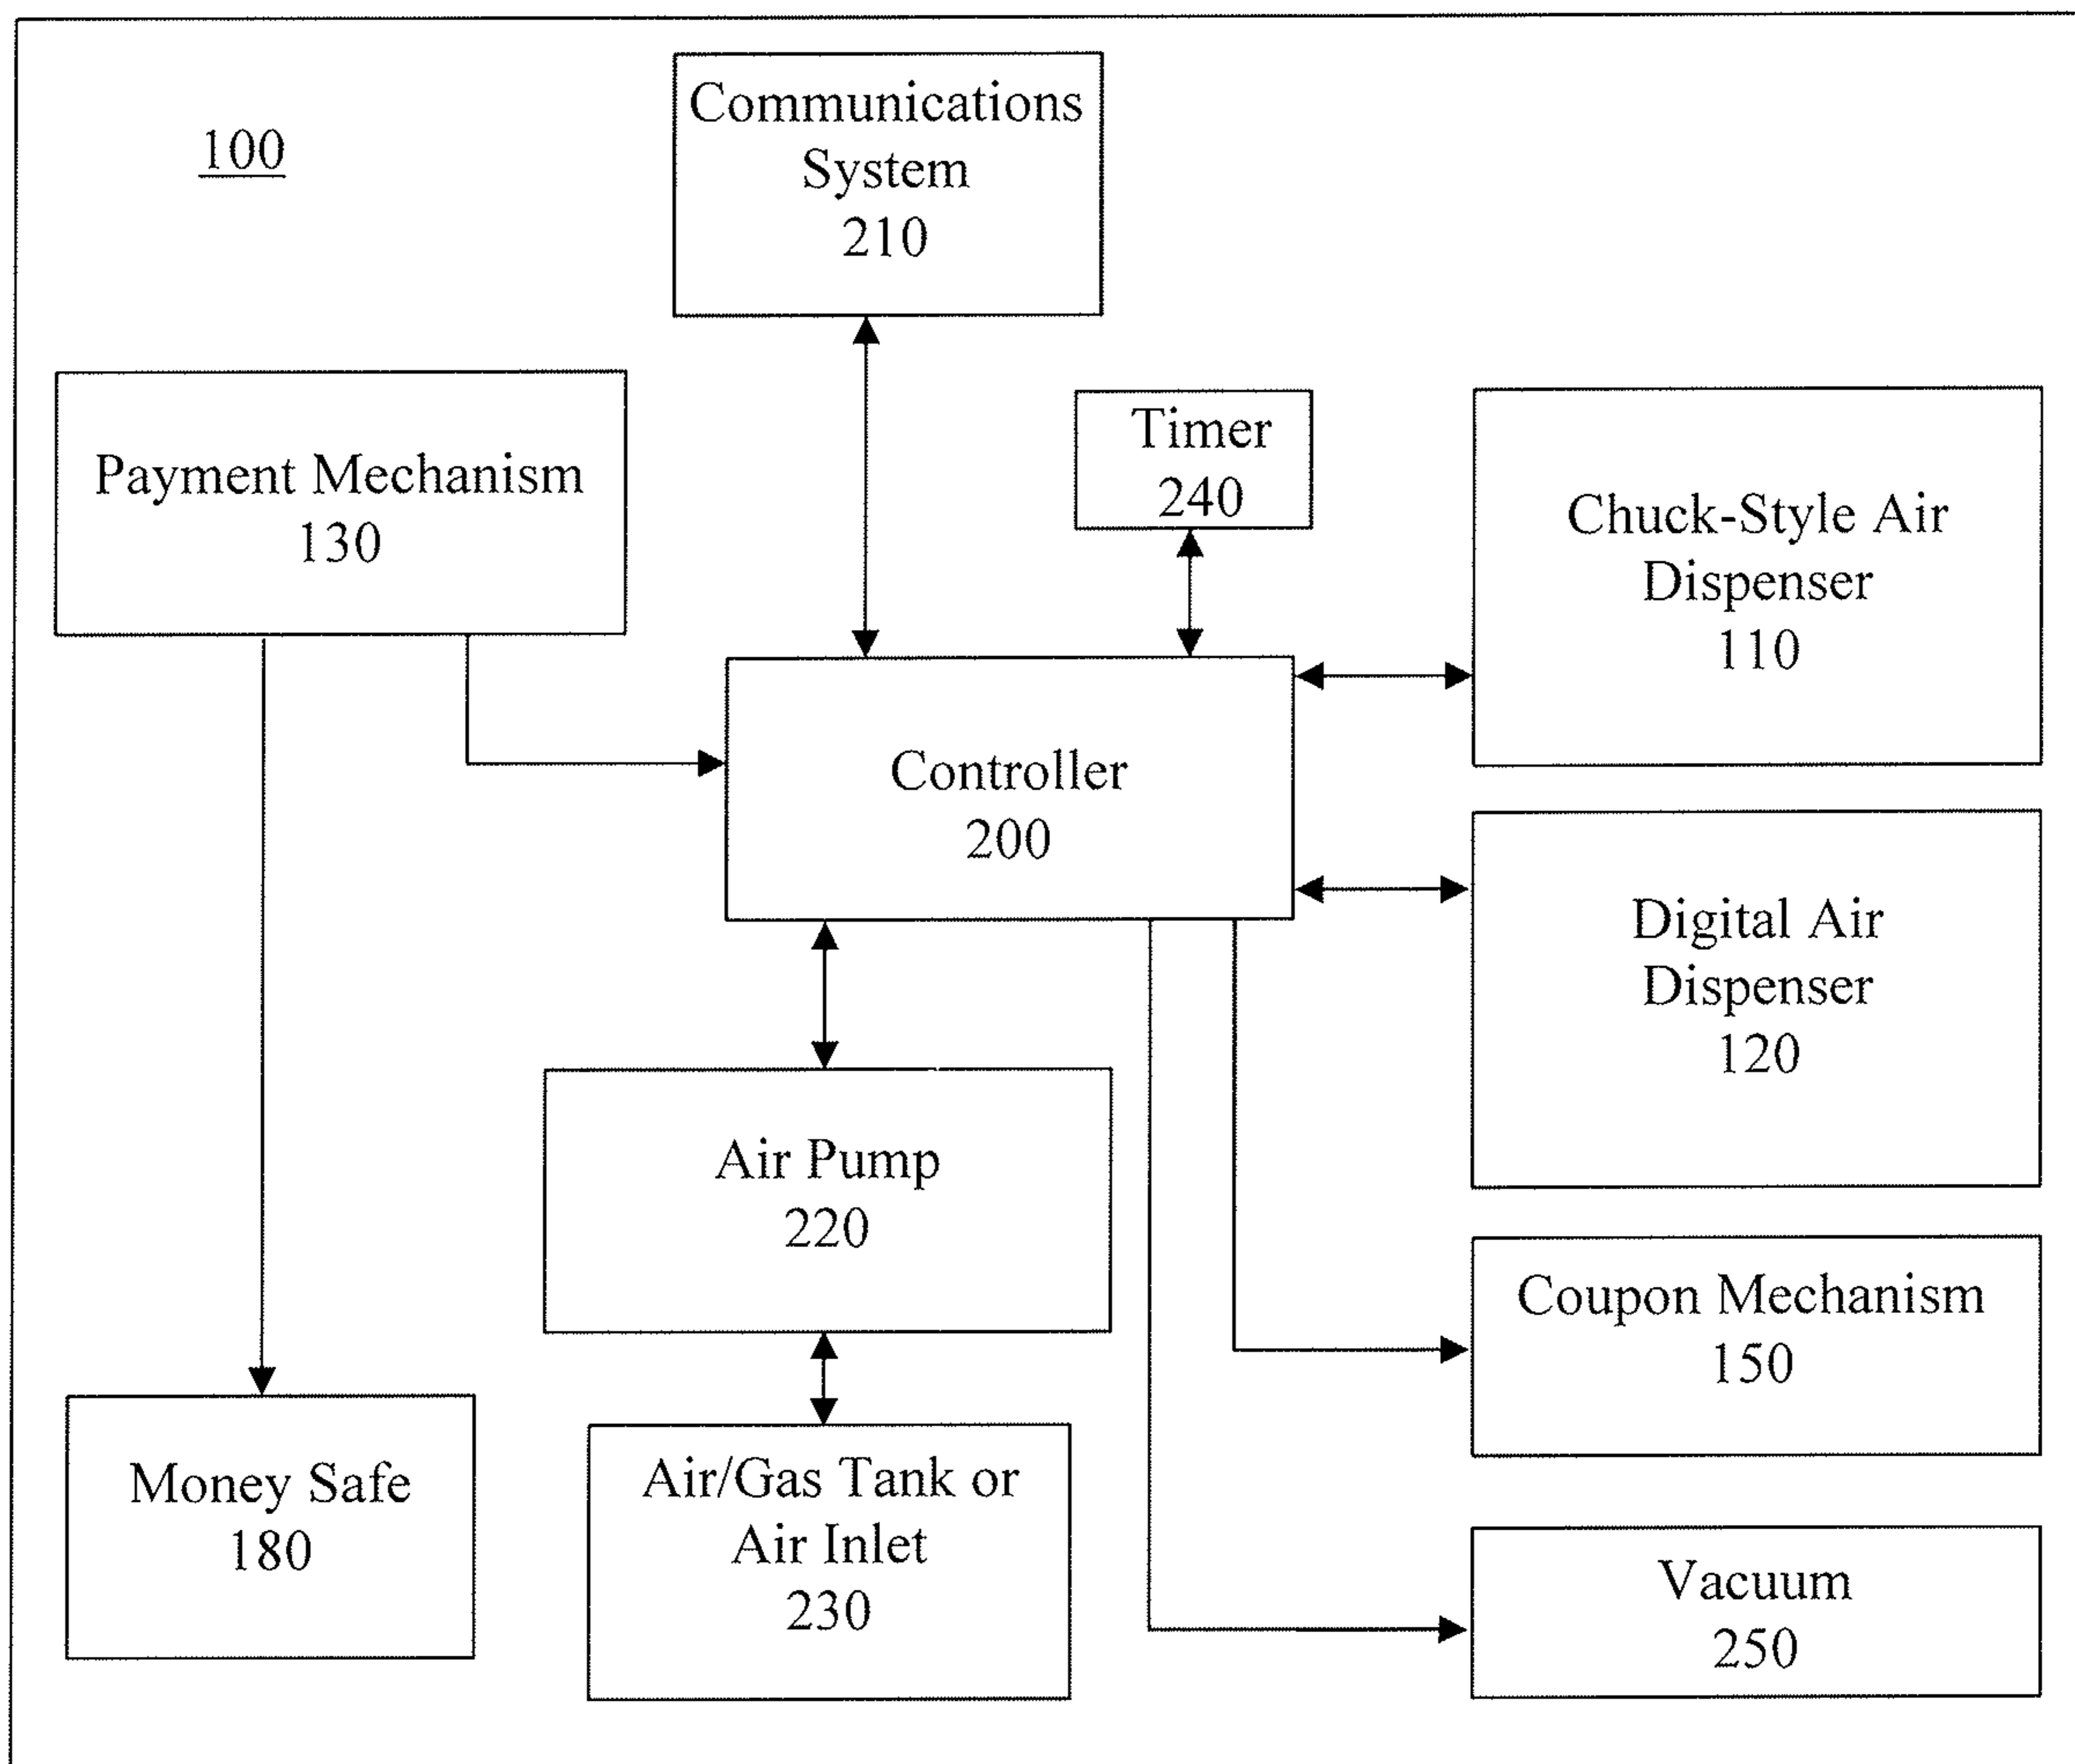 100
Communications
System
210
Payment Mechanism
130
Timer
240
Chuck-Style Air
Dispenser
110
Controller
200
Digital Air
Dispenser
120
Air Pump
220
Coupon Mechanism
150
Money Safe
180
Air/Gas Tank or
Air Inlet
230
Vacuum
250